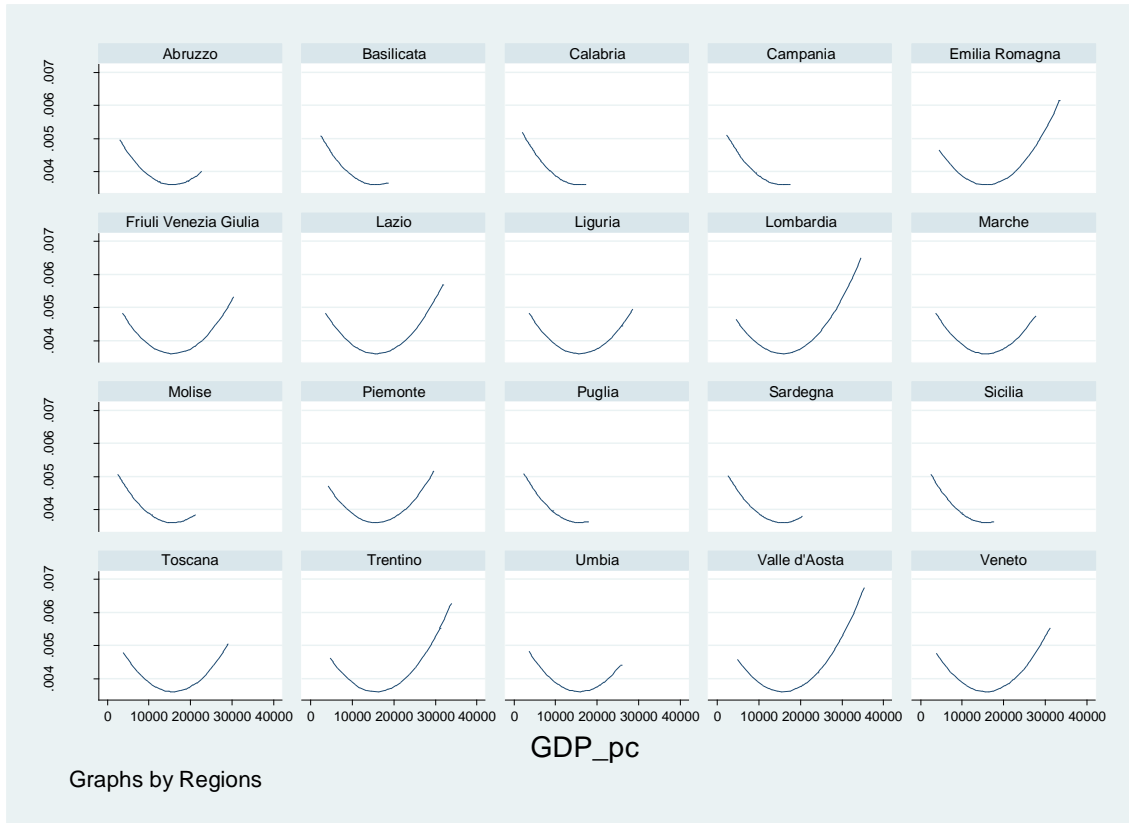 Abruzzo Basilicata Calabria Campania Emilia Romagna
.004 .005 .006 .007
Friuli Venezia Giulia Lazio Liguria Lombardia Marche
.004 .005 .006 .007
Molise Piemonte Puglia Sardegna Sicilia
.004 .005 .006 .007
Toscana Trentino Umbia Valle d'Aosta Veneto
.004 .005 .006 .007
0 10000 20000 30000 40000 0 10000 20000 30000 40000 0 10000 20000 30000 40000 0 10000 20000 30000 40000 0 10000 20000 30000 40000
GDP_pc
Graphs by Regions